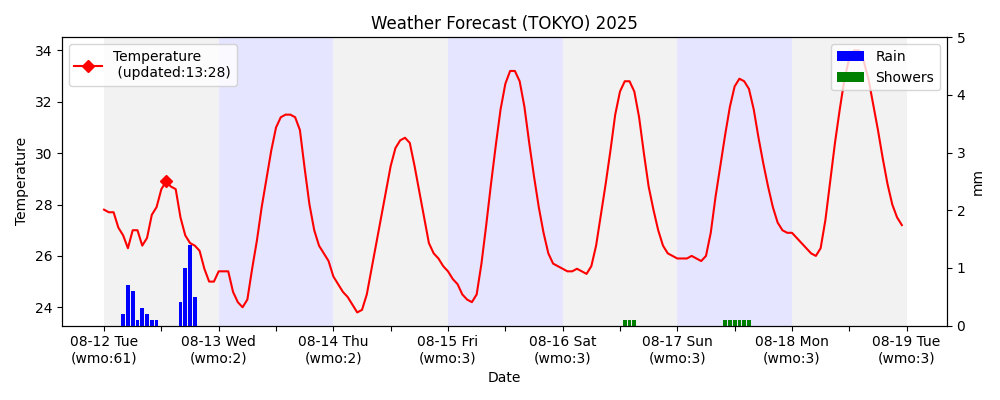 Weather Forecast (TOKYO) 2025
Temperature
(updated:13:28)
Rain
Showers
Temperature
34
32
30
28
26
24
5
4
3
2
1
0
mm
08-12 Tue
(wmo:61)
08-13 Wed
(wmo:2)
08-14 Thu
(wmo:2)
08-15 Fri
(wmo:3)
08-16 Sat
(wmo:3)
08-17 Sun
(wmo:3)
08-18 Mon
(wmo:3)
08-19 Tue
(wmo:3)
Date